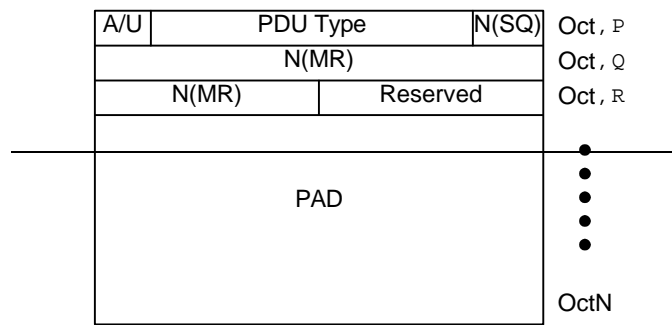 A/U PDU Type N(SQ) Oct , P
N(MR) Oct , Q
N(MR) Reserved Oct , R
PAD
OctN